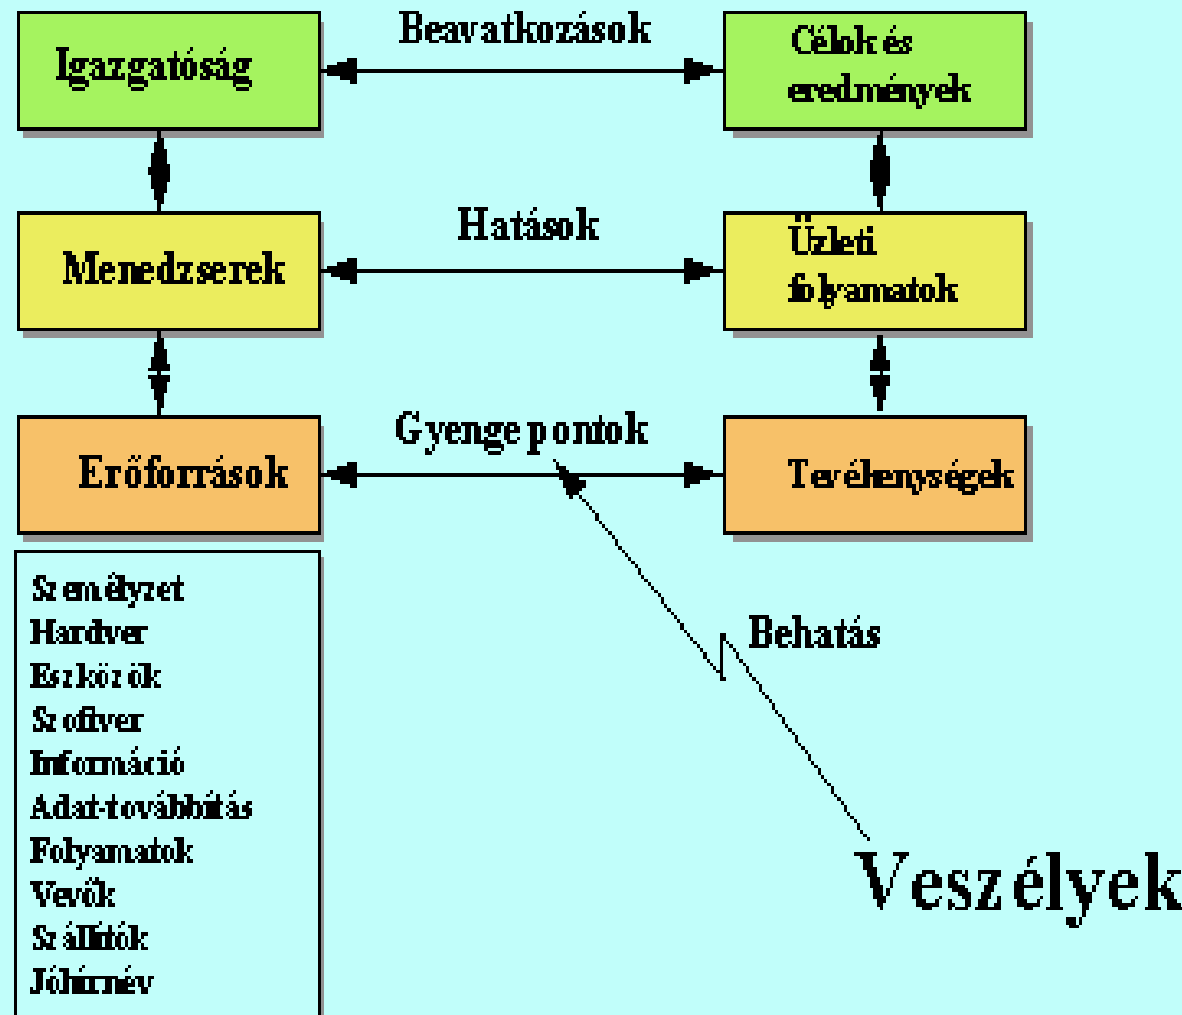 Igazgatóság
Beavatkozások
Célok és
eredmények
Menedzserek
Hatások
Üzleti
folyamatok
Erőforrások
Gyenge pontok
Tevékenységek
Személyzet
Hardver
Eszközök
Szoftver
Információ
Adat-továbbítás
Folyamatok
Vevők
Szállítók
Jóhírnév
Behatás
Veszélyek